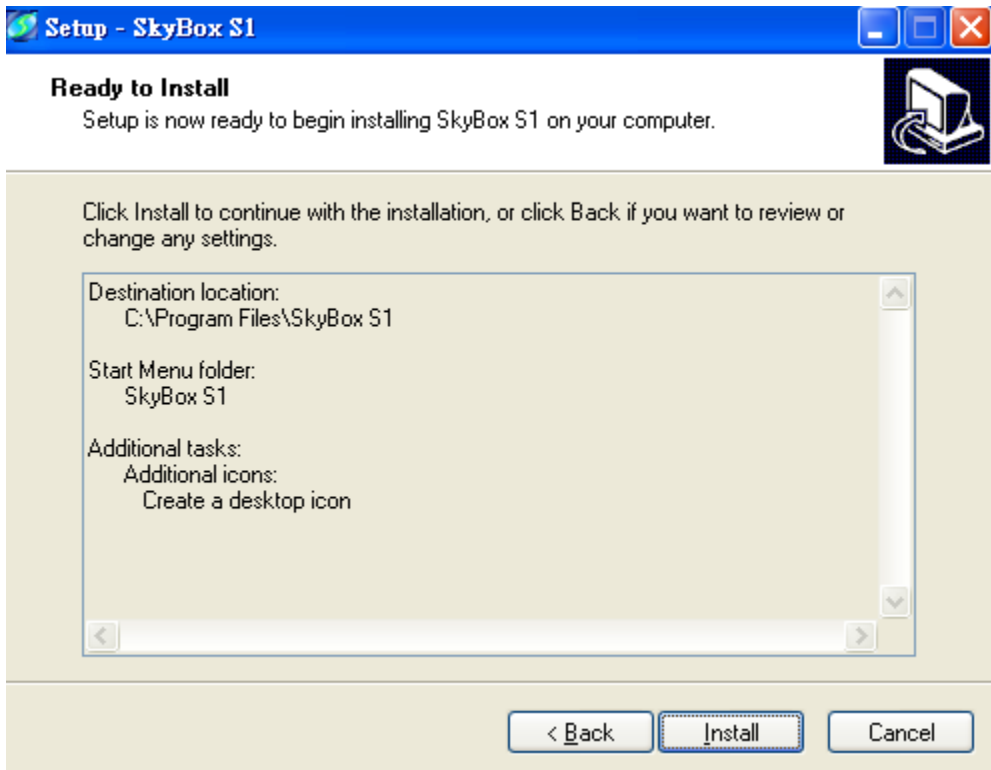 Setup - SkyBox S1
Ready to Install
Setup is now ready to begin installing SkyBox S1 on your computer.
Click Install to continue with the installation, or click Back if you want to review or
change any settings.
Destination location:
C:\Program Files\SkyBox S1
Start Menu folder:
SkyBox S1
Additional tasks:
Additional icons:
Create a desktop icon
< Back
Install
Cancel